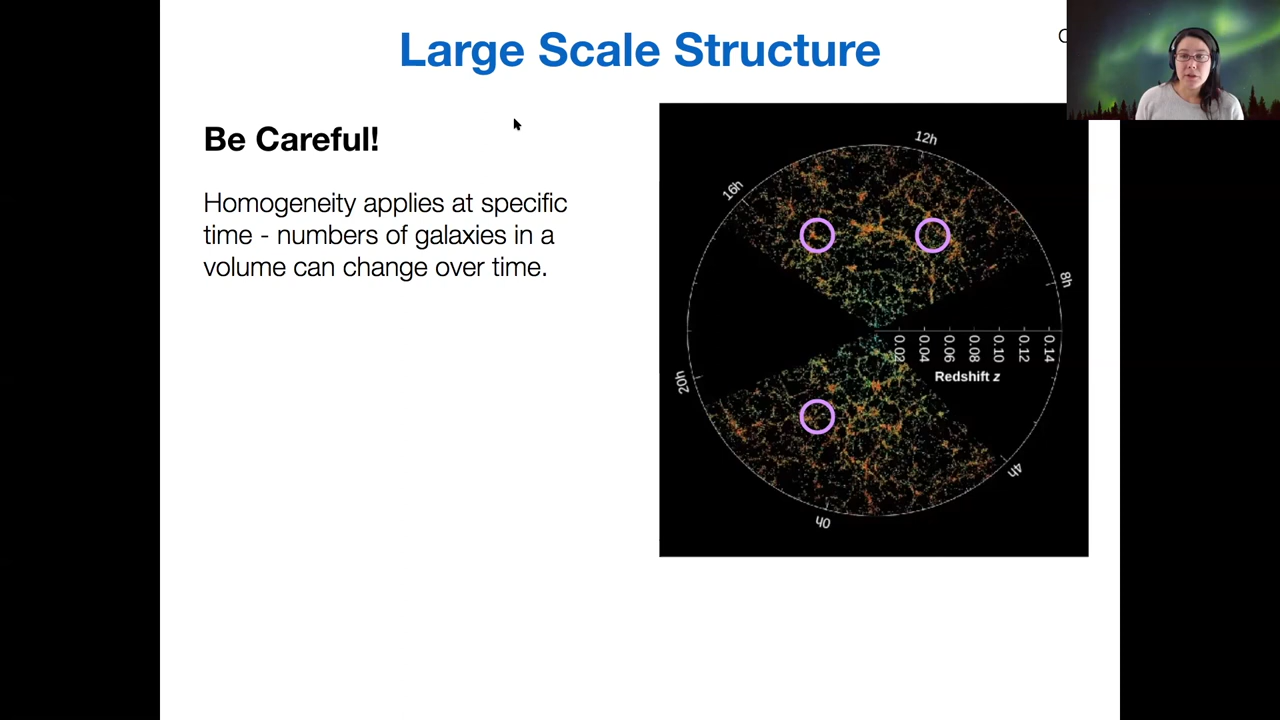 Large Scale Structure
Be Careful!
Homogeneity applies at specific
time - numbers of galaxies in a
volume can change over time.
12h
16h
8h
0.02
0.04
0.06
0.08
0.10
0.12
0.14
Redshift z
20h
4h
0h